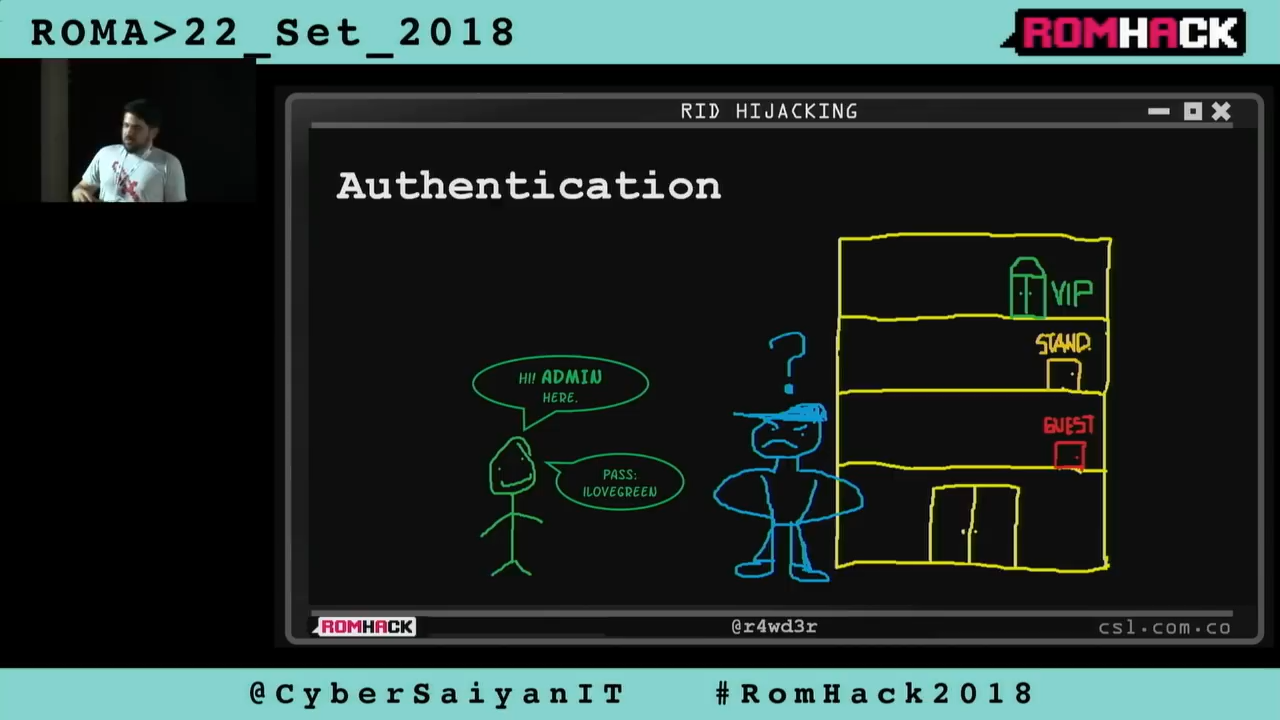 ROMA>22_Set_2018
ROMHACK
RID HIJACKING
Authentication
VIP
STAND.
GUEST
?
HI! ADMIN
HERE.
PASS:
ILOVEGREEN
ROMHACK
@r4wd3r
csl.com.co
@CyberSaiyanIT
#RomHack2018